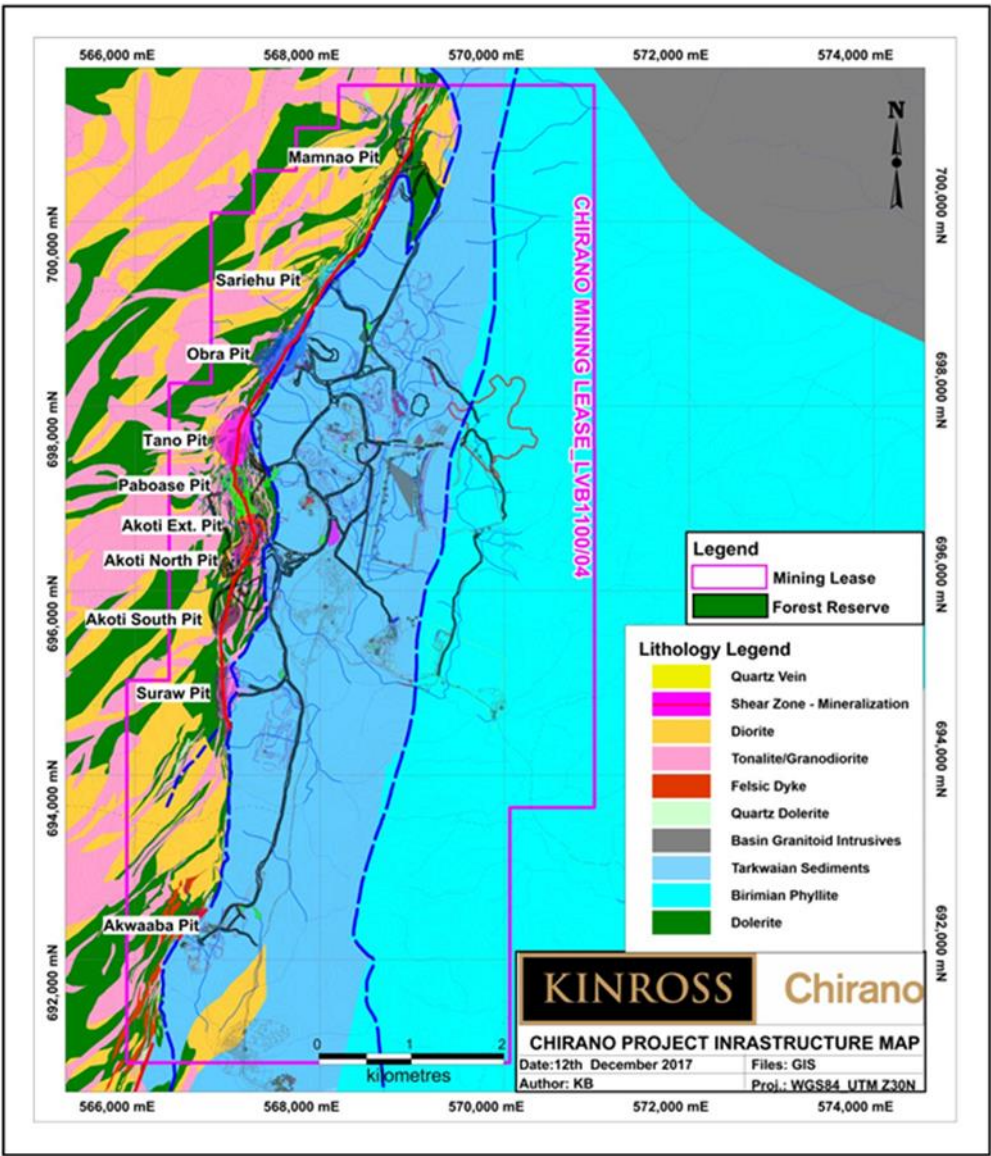 566,000 mE
568,000 mE
570,000 mE
572,000 mE
574,000 mE
N
Mamnao Pit
700,000 mN
700,000 mN
CHIRANO MINING LEASE_LVB1100/04
Sariehu Pit
Obra Pit
698,000 mN
698,000 mN
Tano Pit
Paboase Pit
Akoti Ext. Pit
Akoti North Pit
696,000 mN
696,000 mN
Akoti South Pit
Suraw Pit
694,000 mN
694,000 mN
Akwaaba Pit
692,000 mN
692,000 mN
Legend
Mining Lease
Forest Reserve
Lithology Legend
Quartz Vein
Shear Zone - Mineralization
Diorite
Tonalite/Granodiorite
Felsic Dyke
Quartz Dolerite
Basin Granitoid Intrusives
Tarkwaian Sediments
Birimian Phyllite
Dolerite
0 1 2
kilometres
KINROSS Chirano
CHIRANO PROJECT INRASTRUCTURE MAP
Date:12th December 2017 Files: GIS
Author: KB Proj.: WGS84_UTM Z30N
566,000 mE
568,000 mE
570,000 mE
572,000 mE
574,000 mE